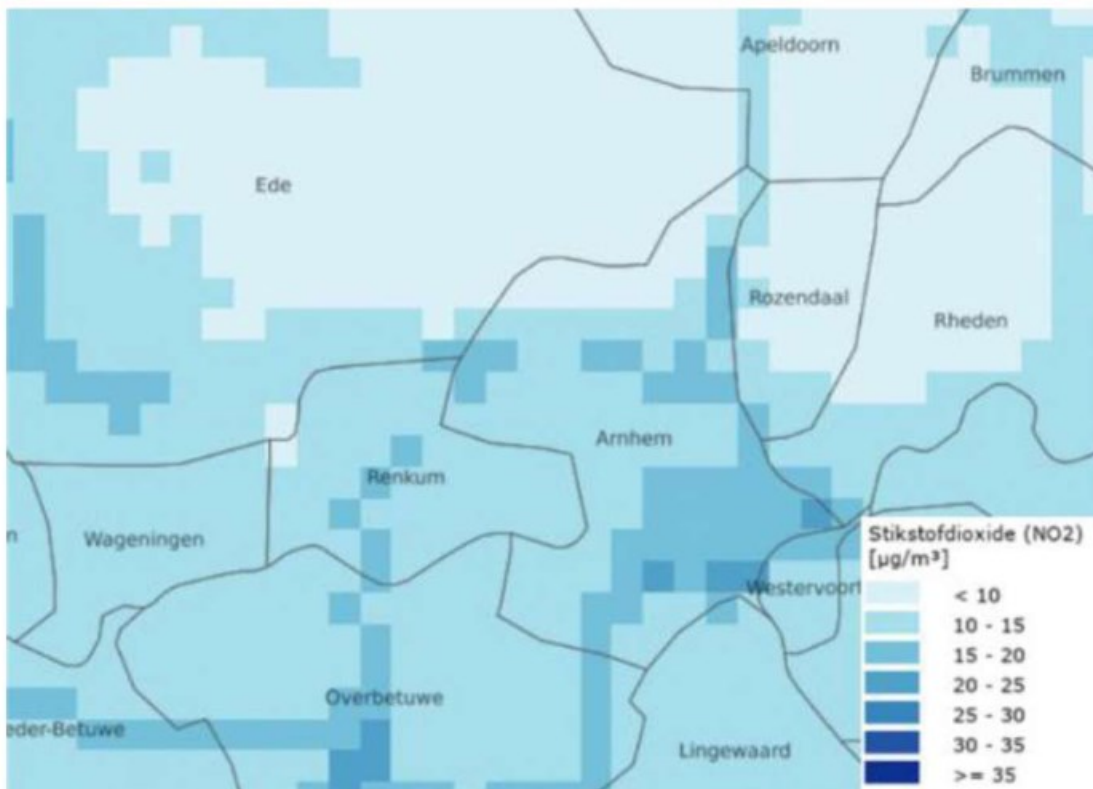 Apeldoorn
Brummen
Ede
Rozendaal
Rheden
Arnhem
Renkum
n
Wageningen
Stikstofdioxide (NO2)
[µg/m³]
< 10
10 - 15
15 - 20
20 - 25
25 - 30
30 - 35
>= 35
Westervoort
Overbetuwe
eder-Betuwe
Lingewaard